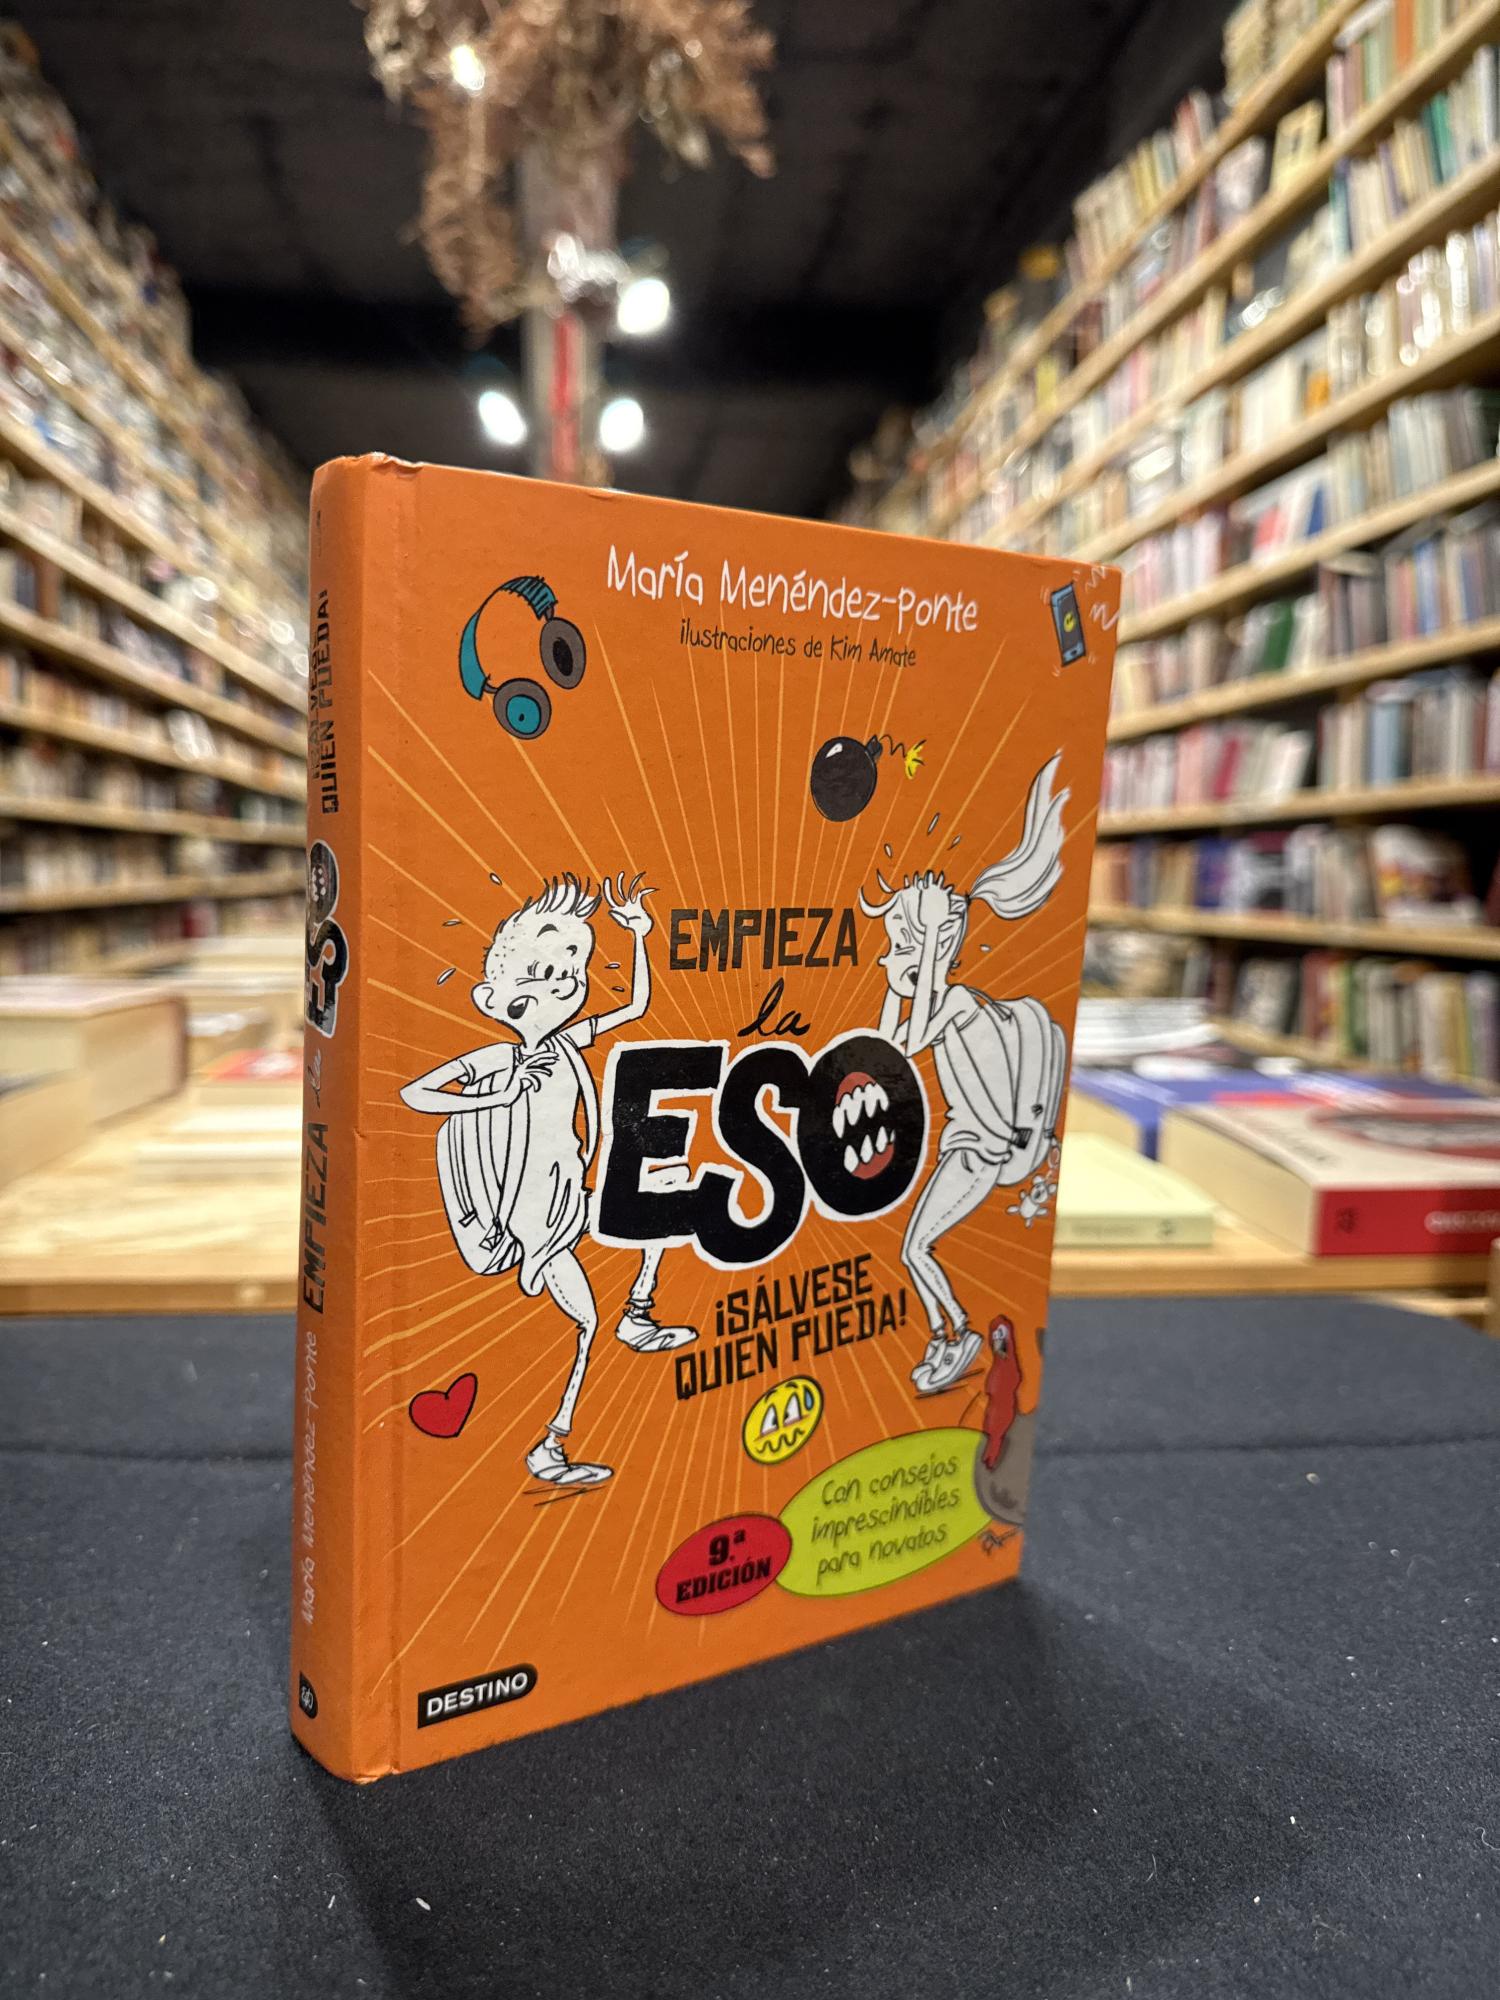 María Menéndez-Ponte
ilustraciones de Kim Amate
EMPIEZA
la
ESO
¡SÁLVESE
QUIEN PUEDA!
Con consejos
imprescindibles
para novatos
9.ª
EDICIÓN
DESTINO
María Menéndez-Ponte EMPIEZA la ESO ¡SÁLVESE
QUIEN PUEDA!